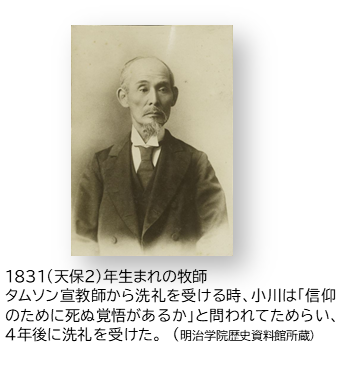 1831(天保2)年生まれの牧師
タムソン宣教師から洗礼を受ける時、小川は「信仰
のために死ぬ覚悟があるか」と問われてためらい、
4年後に洗礼を受けた。（明治学院歴史資料館所蔵）